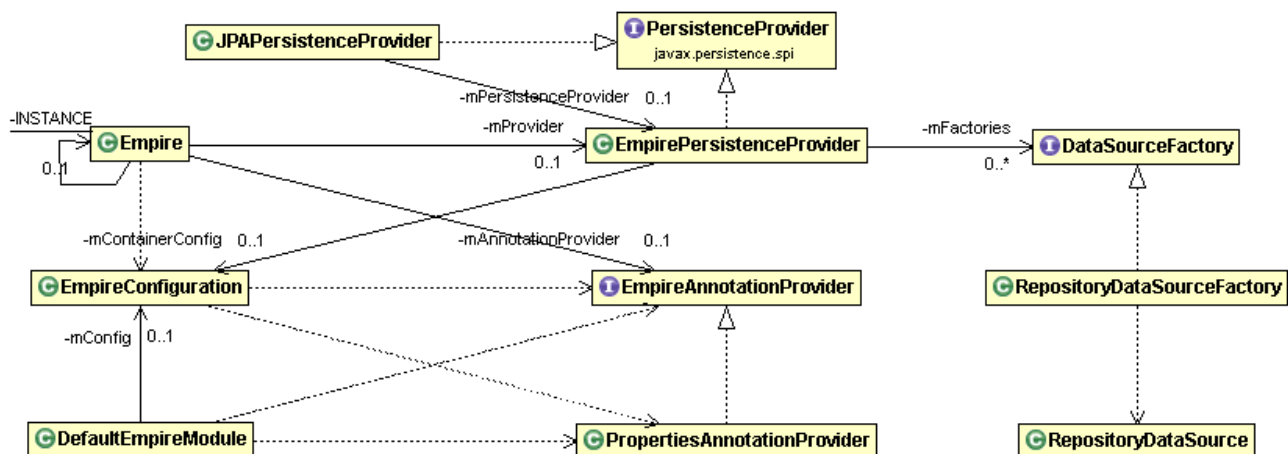 JPAPersistenceProvider
I PersistenceProvider
javax.persistence.spi
-mPersistenceProvider 0..1
-INSTANCE
C Empire
0..1
-mProvider
0..1
C EmpirePersistenceProvider
-mFactories
0..*
I DataSourceFactory
-mContainerConfig 0..1
-mAnnotationProvider 0..1
C EmpireConfiguration
I EmpireAnnotationProvider
C RepositoryDataSourceFactory
-mConfig 0..1
C DefaultEmpireModule
C PropertiesAnnotationProvider
C RepositoryDataSource